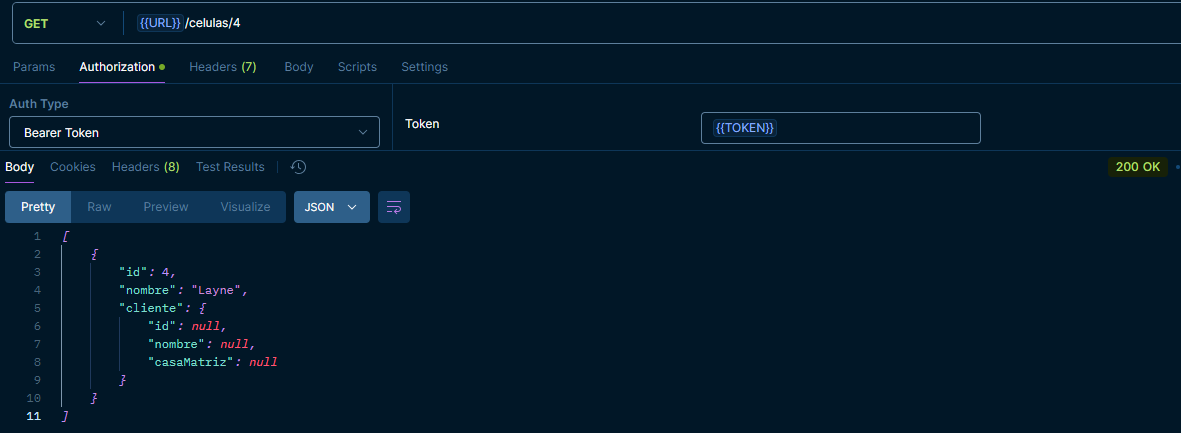 GET {{URL}}/celulas/4
Params Authorization Headers (7) Body Scripts Settings
Auth Type
Bearer Token
Token {{TOKEN}}
Body Cookies Headers (8) Test Results 200 OK
Pretty Raw Preview Visualize JSON
1 [
2 {
3 "id": 4,
4 "nombre": "Layne",
5 "cliente": {
6 "id": null,
7 "nombre": null,
8 "casaMatriz": null
9 }
10 }
11 ]